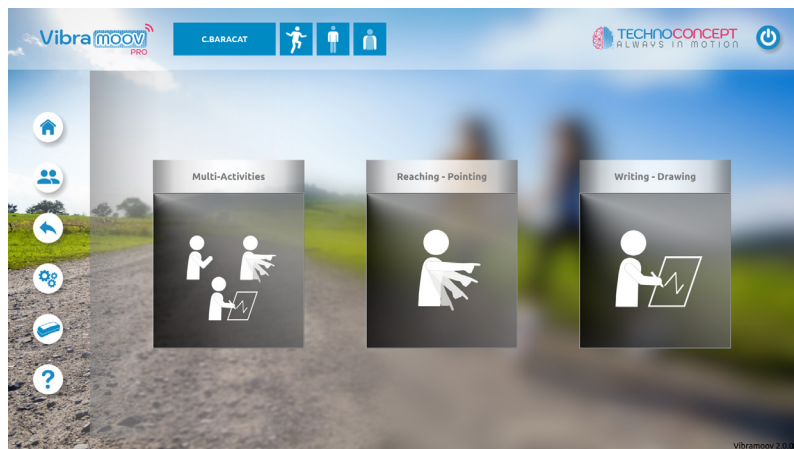 Vibra moov
PRO
C.BARACAT
TECHNOCONCEPT
ALWAYS IN MOTION
Multi-Activities
Reaching - Pointing
Writing - Drawing
?
Vibramoov 2.0.0